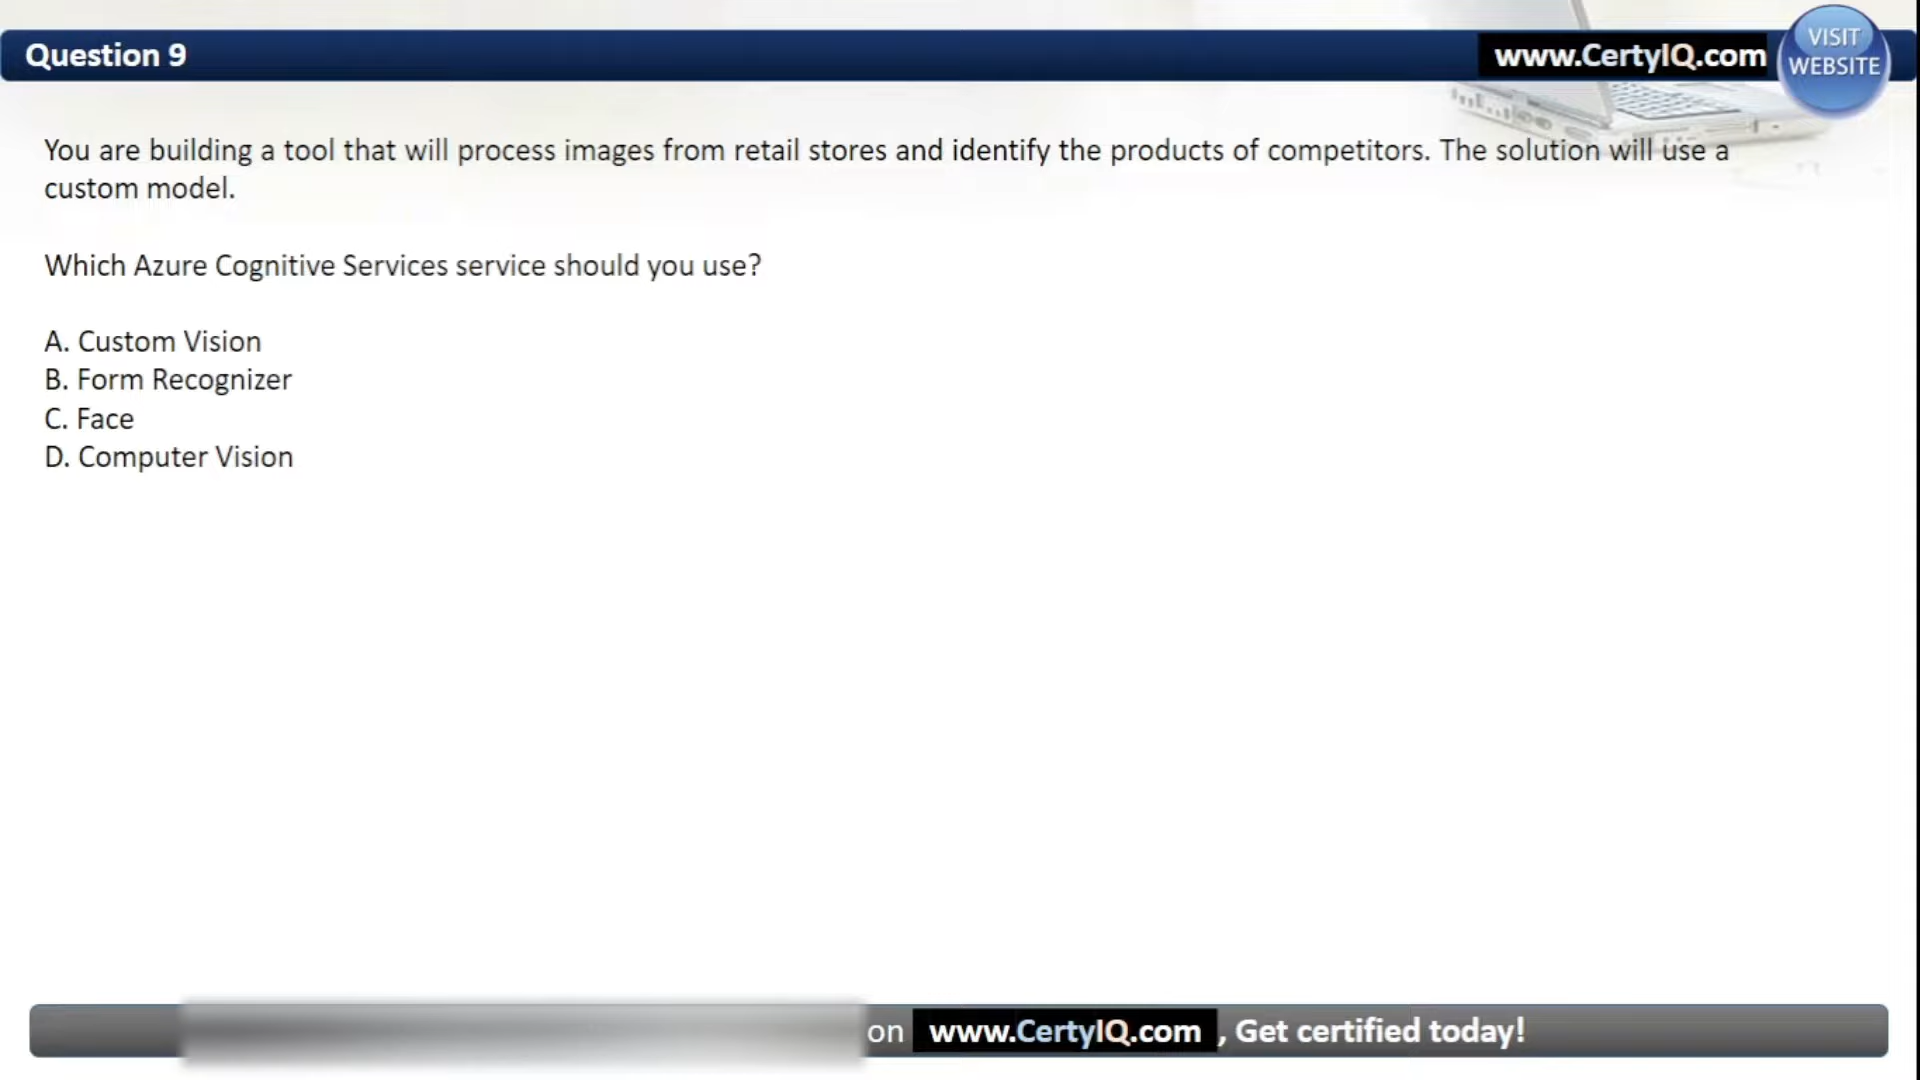 Question 9
www.CertyIQ.com
VISIT
WEBSITE
You are building a tool that will process images from retail stores and identify the products of competitors. The solution will use a
custom model.
Which Azure Cognitive Services service should you use?
A. Custom Vision
B. Form Recognizer
C. Face
D. Computer Vision
on www.CertyIQ.com , Get certified today!